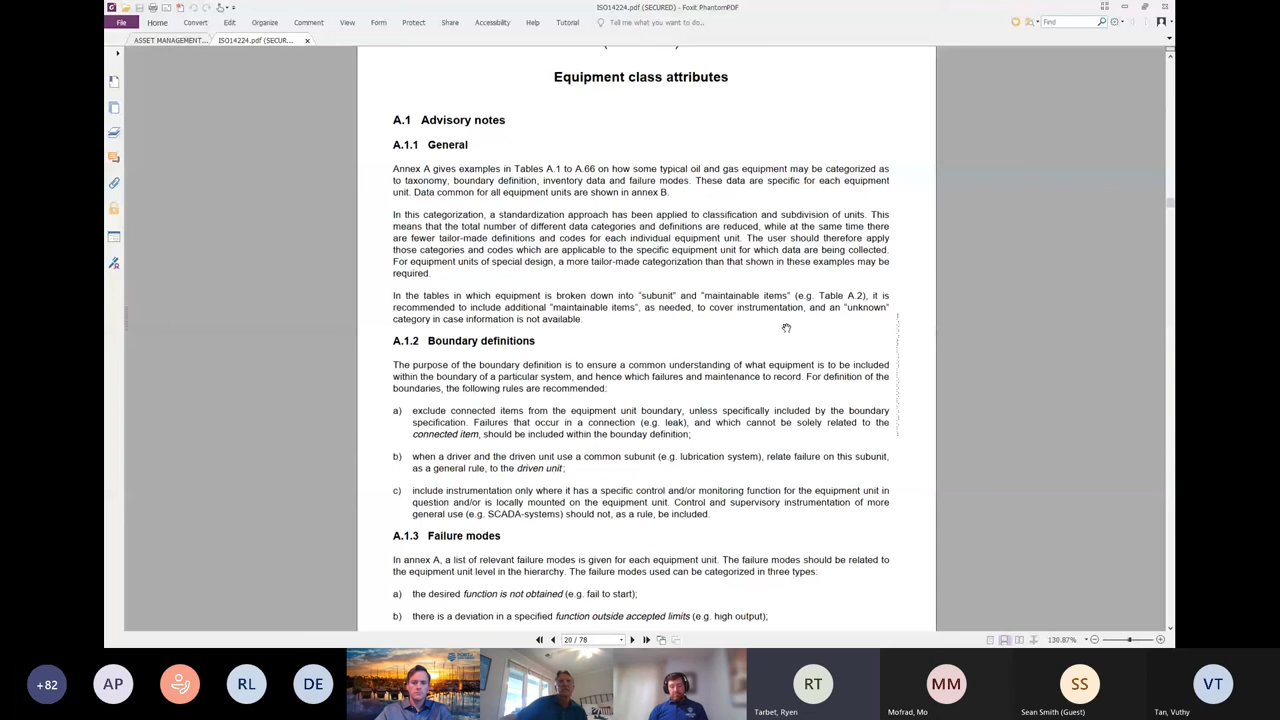 ISO14224.pdf (SECURED) - Foxit PhantomPDF
File Home Convert Edit Organize Comment View Form Protect Share Accessibility Help Tutorial Tell me what you want to do... Find
ASSET MANAGEMENT... ISO14224.pdf (SECUR...
Equipment class attributes
A.1 Advisory notes
A.1.1 General
Annex A gives examples in Tables A.1 to A.66 on how some typical oil and gas equipment may be categorized as
to taxonomy, boundary definition, inventory data and failure modes. These data are specific for each equipment
unit. Data common for all equipment units are shown in annex B.
In this categorization, a standardization approach has been applied to classification and subdivision of units. This
means that the total number of different data categories and definitions are reduced, while at the same time there
are fewer tailor-made definitions and codes for each individual equipment unit. The user should therefore apply
those categories and codes which are applicable to the specific equipment unit for which data are being collected.
For equipment units of special design, a more tailor-made categorization than that shown in these examples may be
required.
In the tables in which equipment is broken down into "subunit" and "maintainable items" (e.g. Table A.2), it is
recommended to include additional "maintainable items", as needed, to cover instrumentation, and an "unknown"
category in case information is not available.
A.1.2 Boundary definitions
The purpose of the boundary definition is to ensure a common understanding of what equipment is to be included
within the boundary of a particular system, and hence which failures and maintenance to record. For definition of the
boundaries, the following rules are recommended:
a) exclude connected items from the equipment unit boundary, unless specifically included by the boundary
specification. Failures that occur in a connection (e.g. leak), and which cannot be solely related to the
connected item, should be included within the bounday definition;
b) when a driver and the driven unit use a common subunit (e.g. lubrication system), relate failure on this subunit,
as a general rule, to the driven unit;
c) include instrumentation only where it has a specific control and/or monitoring function for the equipment unit in
question and/or is locally mounted on the equipment unit. Control and supervisory instrumentation of more
general use (e.g. SCADA-systems) should not, as a rule, be included.
A.1.3 Failure modes
In annex A, a list of relevant failure modes is given for each equipment unit. The failure modes should be related to
the equipment unit level in the hierarchy. The failure modes used can be categorized in three types:
a) the desired function is not obtained (e.g. fail to start);
b) there is a deviation in a specified function outside accepted limits (e.g. high output);
20 / 78 130.87%
+82 AP RL DE RT MM SS VT
Tarbet, Ryen Mofrad, Mo Sean Smith (Guest) Tan, Vuthy